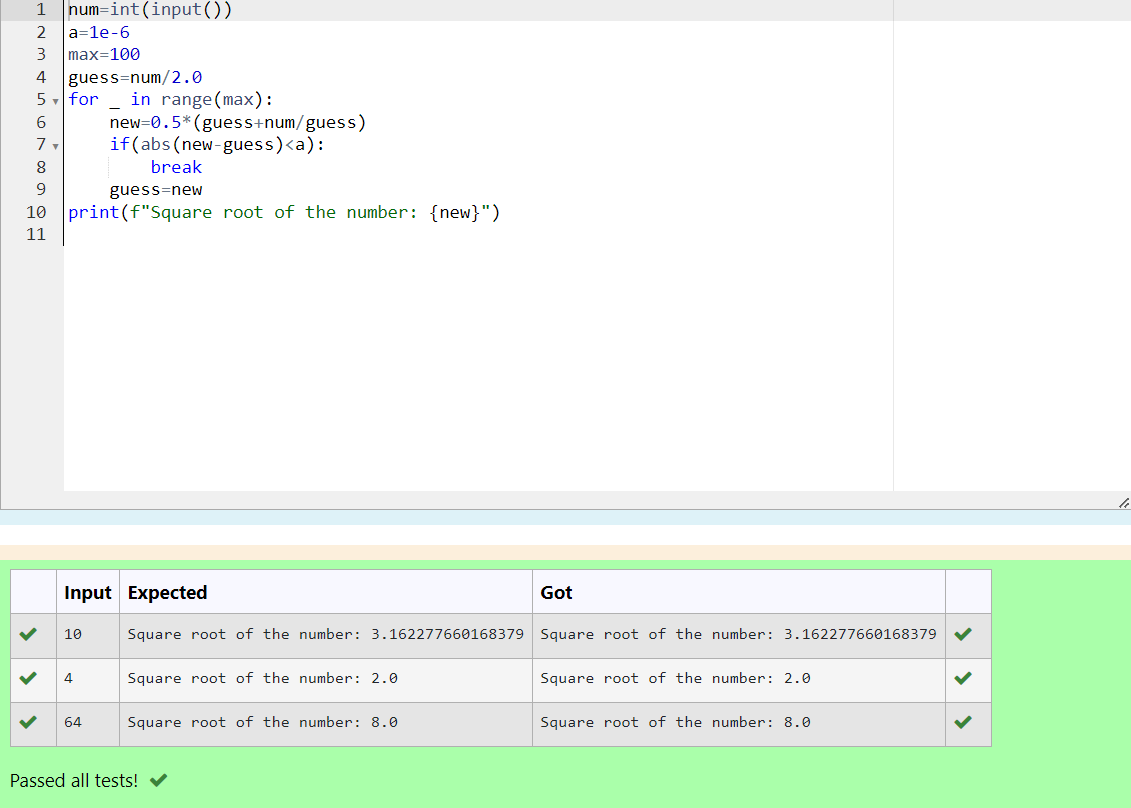 1 num=int(input())
2 a=1e-6
3 max=100
4 guess=num/2.0
5 for _ in range(max):
6     new=0.5*(guess+num/guess)
7     if(abs(new-guess)<a):
8         break
9     guess=new
10 print(f"Square root of the number: {new}")
11
Input Expected Got
10 Square root of the number: 3.162277660168379 Square root of the number: 3.162277660168379
4 Square root of the number: 2.0 Square root of the number: 2.0
64 Square root of the number: 8.0 Square root of the number: 8.0
Passed all tests!